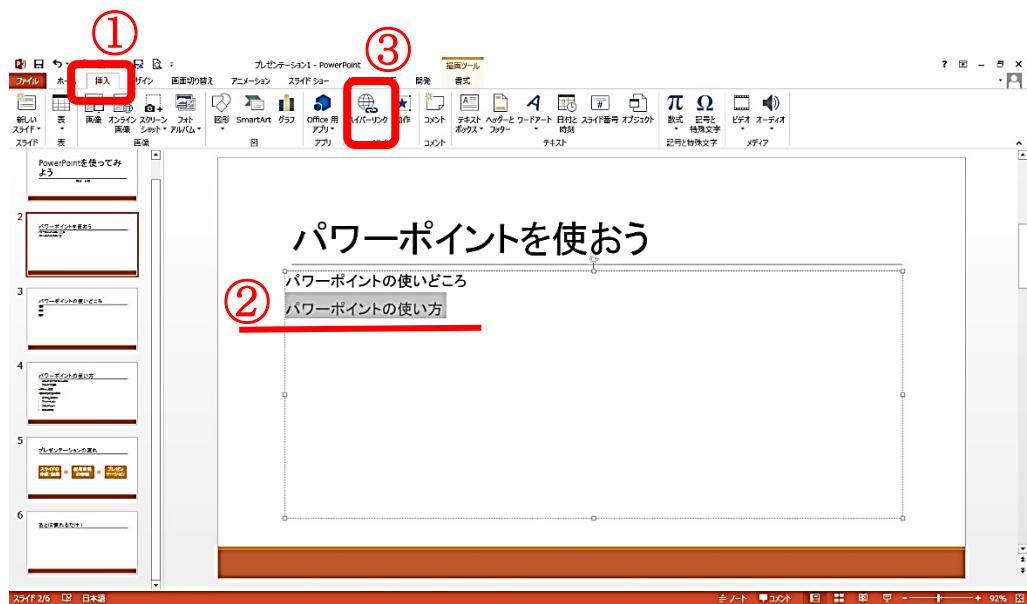 ①
③
プレゼンテーション1 - PowerPoint
描画ツール
ファイル
挿入
画面切り替え
アニメーション
スライド ショー
開発
書式
新しい
スライド
表
画像
オンライン
画像
スクリーン
ショット
フォト
アルバム
図形
SmartArt
グラフ
Office 用
アプリ
ハイパーリンク
コメント
テキスト
ボックス
ヘッダーと
フッター
ワードアート
日付と
時刻
スライド番号
オブジェクト
数式
記号と
特殊文字
ビデオ
オーディオ
スライド
表
画像
図
アプリ
コメント
テキスト
記号と特殊文字
メディア
PowerPointを使ってみ
よう
2
パワーポイントを使おう
3
パワーポイントの使いどころ
4
パワーポイントの使い方
5
プレゼンテーションの流れ
プレゼン
テーション
6
あとは慣れるだけ！
パワーポイントを使おう
パワーポイントの使いどころ
②
パワーポイントの使い方
スライド 2/6
日本語
ノート
コメント
92%